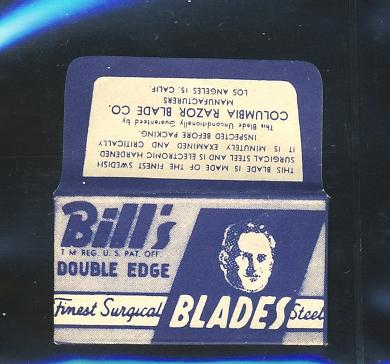 THIS BLADE IS MADE OF THE FINEST SWEDISH
SURGICAL STEEL AND IS ELECTRONIC HARDENED.
IT IS MINUTELY EXAMINED AND CRITICALLY
INSPECTED BEFORE PACKING.
This Blade Unconditionally Guaranteed by
COLUMBIA RAZOR BLADE CO.
MANUFACTURERS
LOS ANGELES 15, CALIF.
Bill's
T M REG. U. S. PAT. OFF.
DOUBLE EDGE
Finest Surgical BLADES Steel